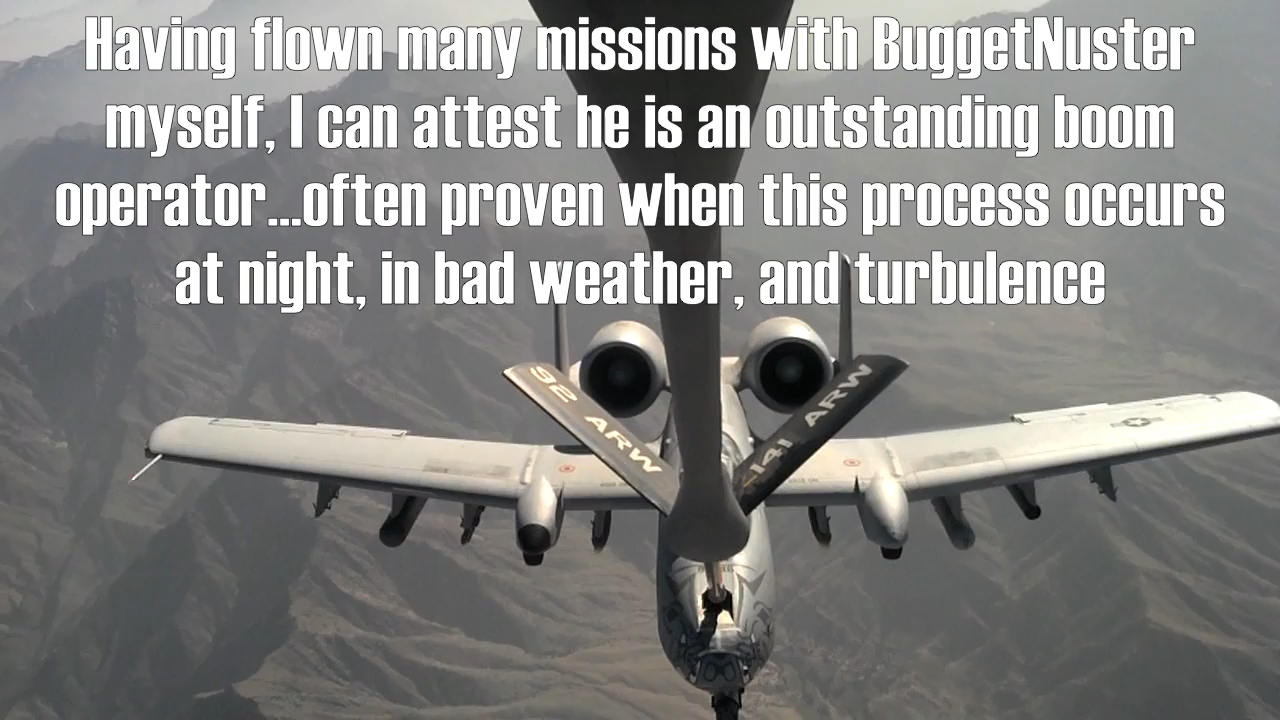 Having flown many missions with BuggetNuster
myself, I can attest he is an outstanding boom
operator...often proven when this process occurs
at night, in bad weather, and turbulence
92 ARW
141 ARW